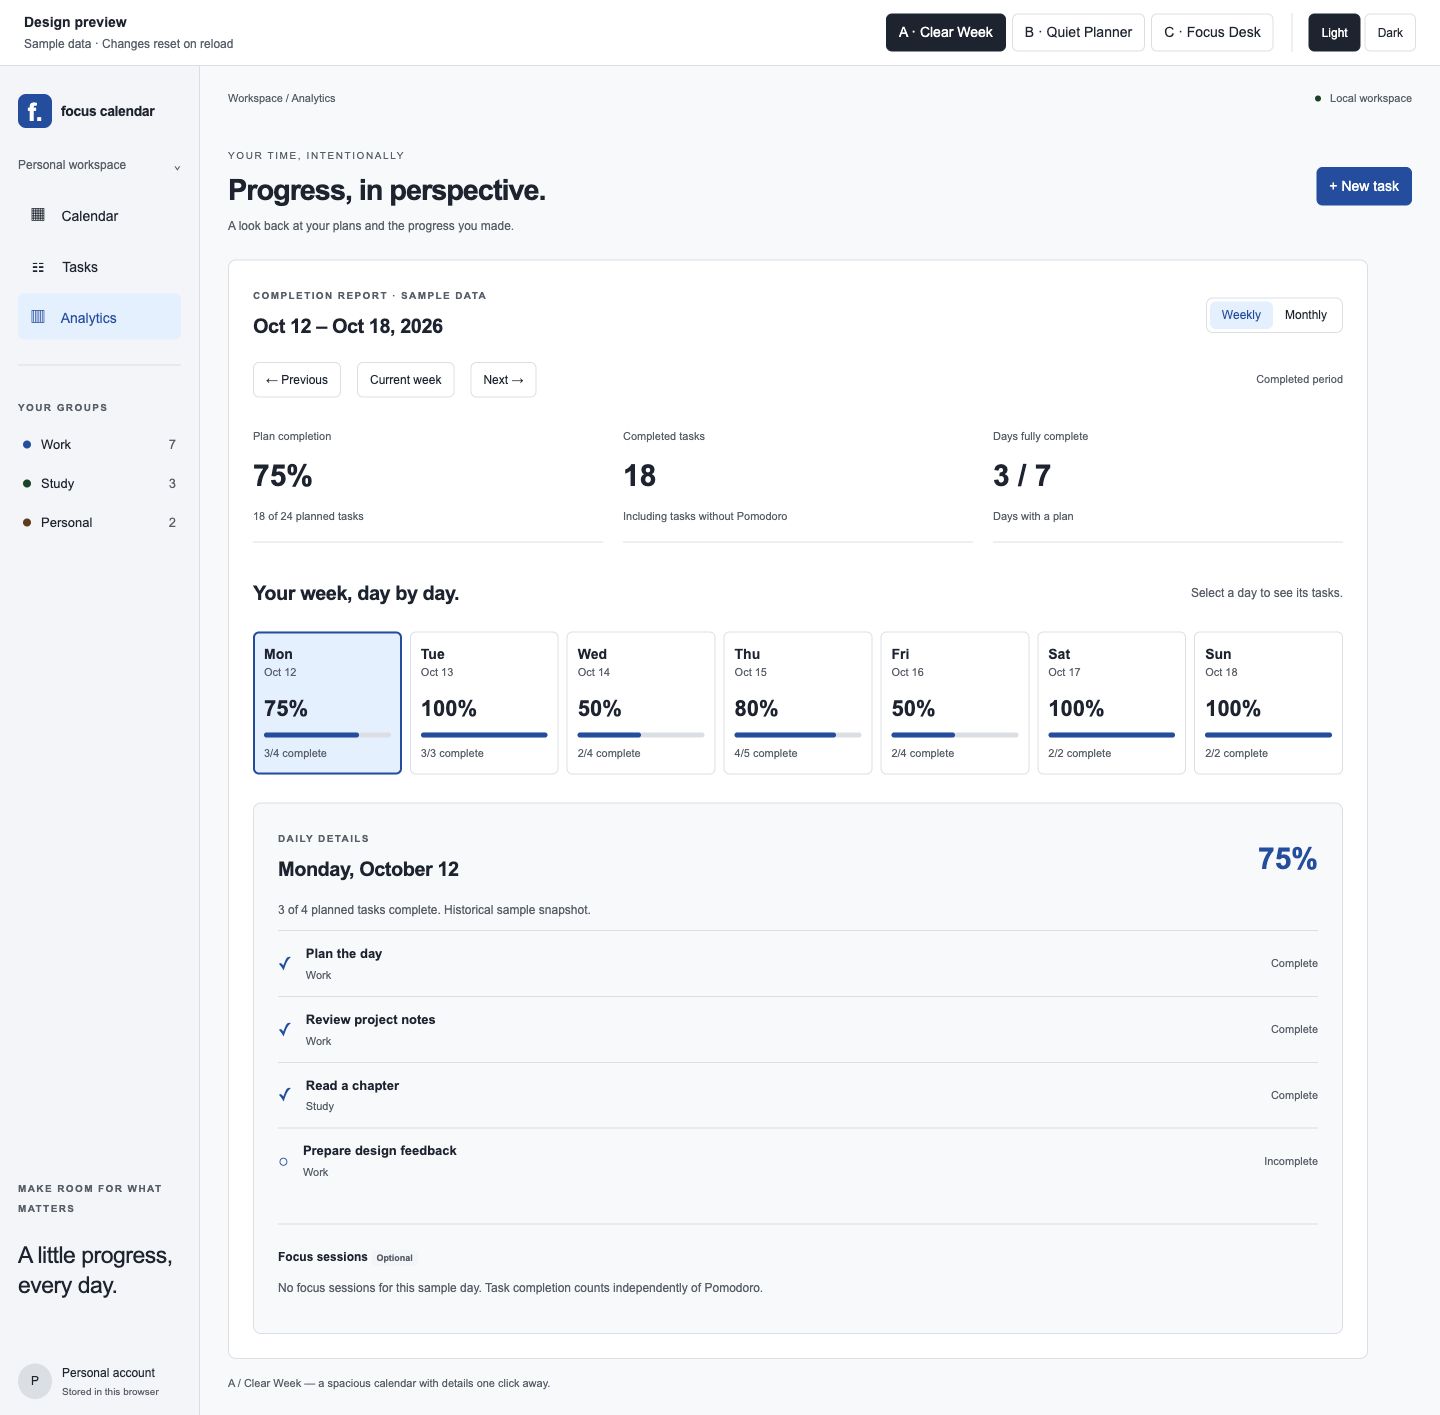 Design preview
Sample data · Changes reset on reload
A · Clear Week
B · Quiet Planner
C · Focus Desk
Light
Dark
f.
focus calendar
Personal workspace
Calendar
Tasks
Analytics
YOUR GROUPS
Work 7
Study 3
Personal 2
MAKE ROOM FOR WHAT
MATTERS
A little progress,
every day.
P
Personal account
Stored in this browser
Workspace / Analytics
Local workspace
YOUR TIME, INTENTIONALLY
Progress, in perspective.
A look back at your plans and the progress you made.
+ New task
COMPLETION REPORT · SAMPLE DATA
Oct 12 – Oct 18, 2026
Weekly
Monthly
← Previous
Current week
Next →
Completed period
Plan completion
75%
18 of 24 planned tasks
Completed tasks
18
Including tasks without Pomodoro
Days fully complete
3 / 7
Days with a plan
Your week, day by day.
Select a day to see its tasks.
Mon
Oct 12
75%
3/4 complete
Tue
Oct 13
100%
3/3 complete
Wed
Oct 14
50%
2/4 complete
Thu
Oct 15
80%
4/5 complete
Fri
Oct 16
50%
2/4 complete
Sat
Oct 17
100%
2/2 complete
Sun
Oct 18
100%
2/2 complete
DAILY DETAILS
Monday, October 12
75%
3 of 4 planned tasks complete. Historical sample snapshot.
✓ Plan the day
Work
Complete
✓ Review project notes
Work
Complete
✓ Read a chapter
Study
Complete
○ Prepare design feedback
Work
Incomplete
Focus sessions Optional
No focus sessions for this sample day. Task completion counts independently of Pomodoro.
A / Clear Week — a spacious calendar with details one click away.